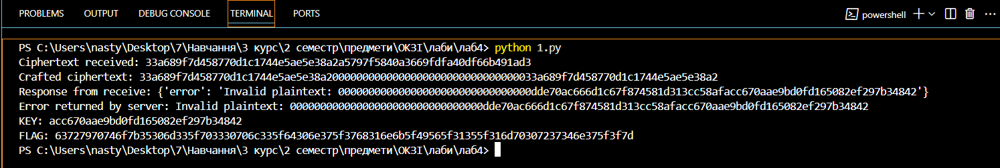 PROBLEMS OUTPUT DEBUG CONSOLE TERMINAL PORTS powershell
PS C:\Users\nasty\Desktop\7\Навчання\3 курс\2 семестр\предмети\ОКЗІ\лаби\лаб4> python 1.py
Ciphertext received: 33a689f7d458770d1c1744e5ae5e38a2a5797f5840a3669fdfa40df66b491ad3
Crafted ciphertext: 33a689f7d458770d1c1744e5ae5e38a20000000000000000000000000000000033a689f7d458770d1c1744e5ae5e38a2
Response from receive: {'error': 'Invalid plaintext: 00000000000000000000000000000000dde70ac666d1c67f874581d313cc58afacc670aae9bd0fd165082ef297b34842'}
Error returned by server: Invalid plaintext: 00000000000000000000000000000000dde70ac666d1c67f874581d313cc58afacc670aae9bd0fd165082ef297b34842
KEY: acc670aae9bd0fd165082ef297b34842
FLAG: 63727970746f7b35306d335f703330706c335f64306e375f3768316e6b5f49565f31355f316d70307237346e375f3f7d
PS C:\Users\nasty\Desktop\7\Навчання\3 курс\2 семестр\предмети\ОКЗІ\лаби\лаб4>